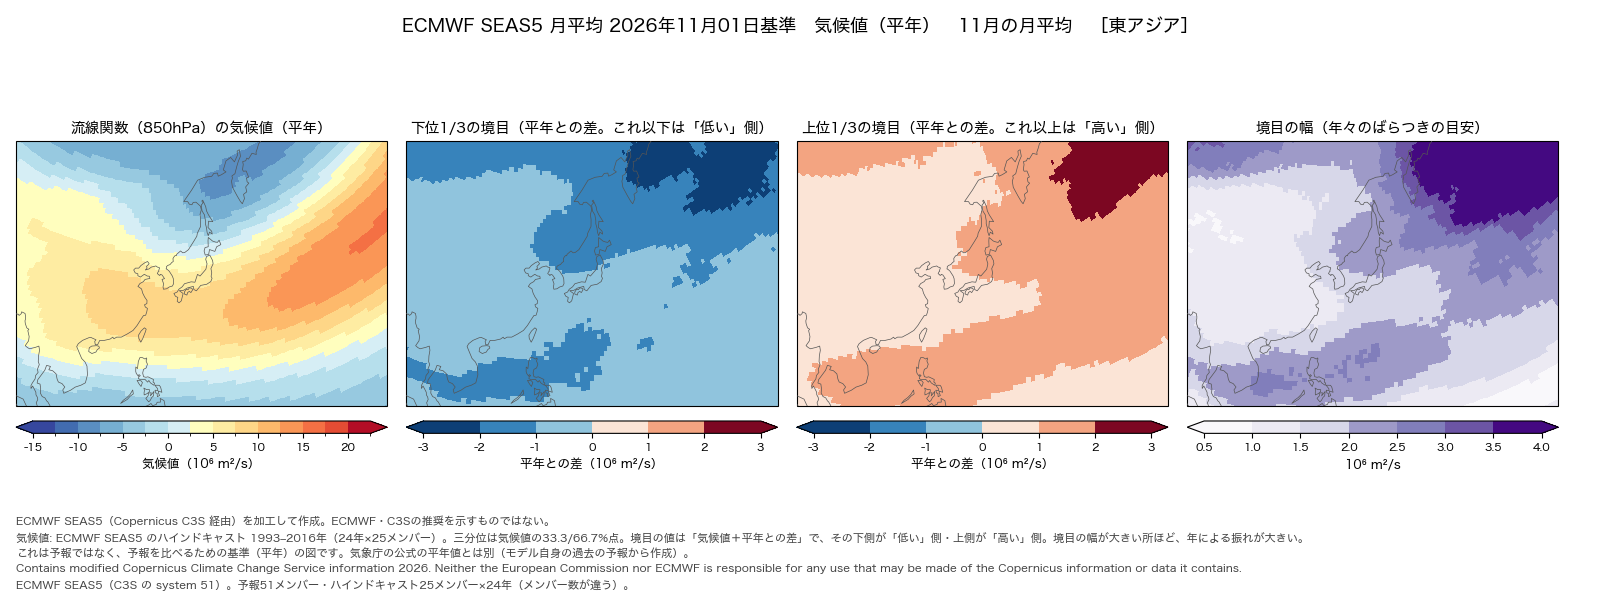 ECMWF SEAS5 月平均 2026年11月01日基準　気候値（平年）　11月の月平均　［東アジア］
流線関数（850hPa）の気候値（平年）
下位1/3の境目（平年との差。これ以下は「低い」側）
上位1/3の境目（平年との差。これ以上は「高い」側）
境目の幅（年々のばらつきの目安）
-15 -10 -5 0 5 10 15 20
気候値（10⁶ m²/s）
-3 -2 -1 0 1 2 3
平年との差（10⁶ m²/s）
-3 -2 -1 0 1 2 3
平年との差（10⁶ m²/s）
0.5 1.0 1.5 2.0 2.5 3.0 3.5 4.0
10⁶ m²/s
ECMWF SEAS5（Copernicus C3S 経由）を加工して作成。ECMWF・C3Sの推奨を示すものではない。
気候値: ECMWF SEAS5 のハインドキャスト 1993–2016年（24年×25メンバー）。三分位は気候値の33.3/66.7%点。境目の値は「気候値＋平年との差」で、その下側が「低い」側・上側が「高い」側。境目の幅が大きい所ほど、年による振れが大きい。
これは予報ではなく、予報を比べるための基準（平年）の図です。気象庁の公式の平年値とは別（モデル自身の過去の予報から作成）。
Contains modified Copernicus Climate Change Service information 2026. Neither the European Commission nor ECMWF is responsible for any use that may be made of the Copernicus information or data it contains.
ECMWF SEAS5（C3S の system 51）。予報51メンバー・ハインドキャスト25メンバー×24年（メンバー数が違う）。